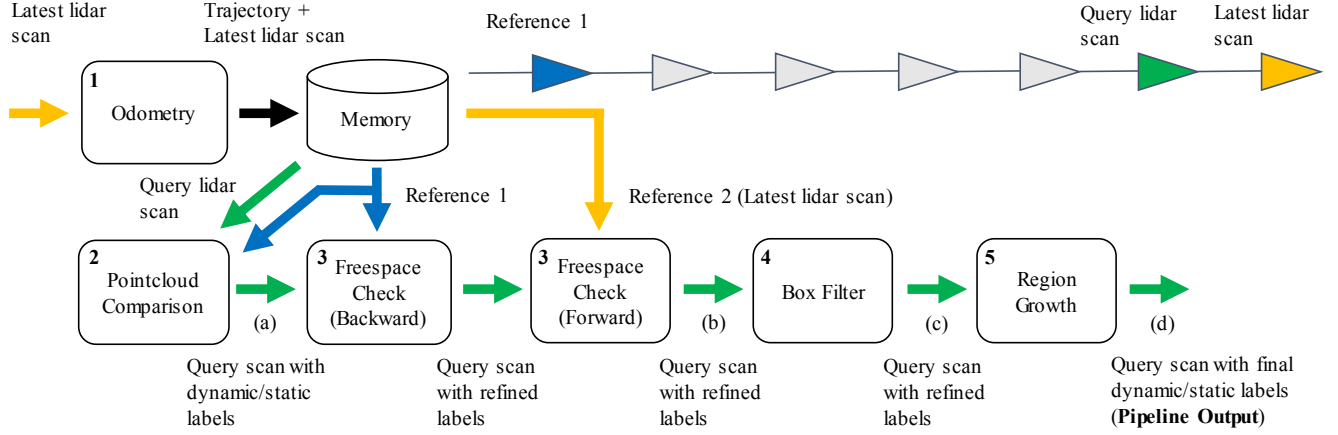 Latest lidar
scan
Trajectory +
Latest lidar scan
Reference 1
Query lidar
scan
Latest lidar
scan
1
Odometry
Memory
Query lidar
scan
Reference 1
Reference 2 (Latest lidar scan)
2
Pointcloud
Comparison
3
Freespace
Check
(Backward)
3
Freespace
Check
(Forward)
4
Box Filter
5
Region
Growth
(a)
(b)
(c)
(d)
Query scan with
dynamic/static
labels
Query scan
with refined
labels
Query scan
with refined
labels
Query scan
with refined
labels
Query scan with final
dynamic/static labels
(Pipeline Output)